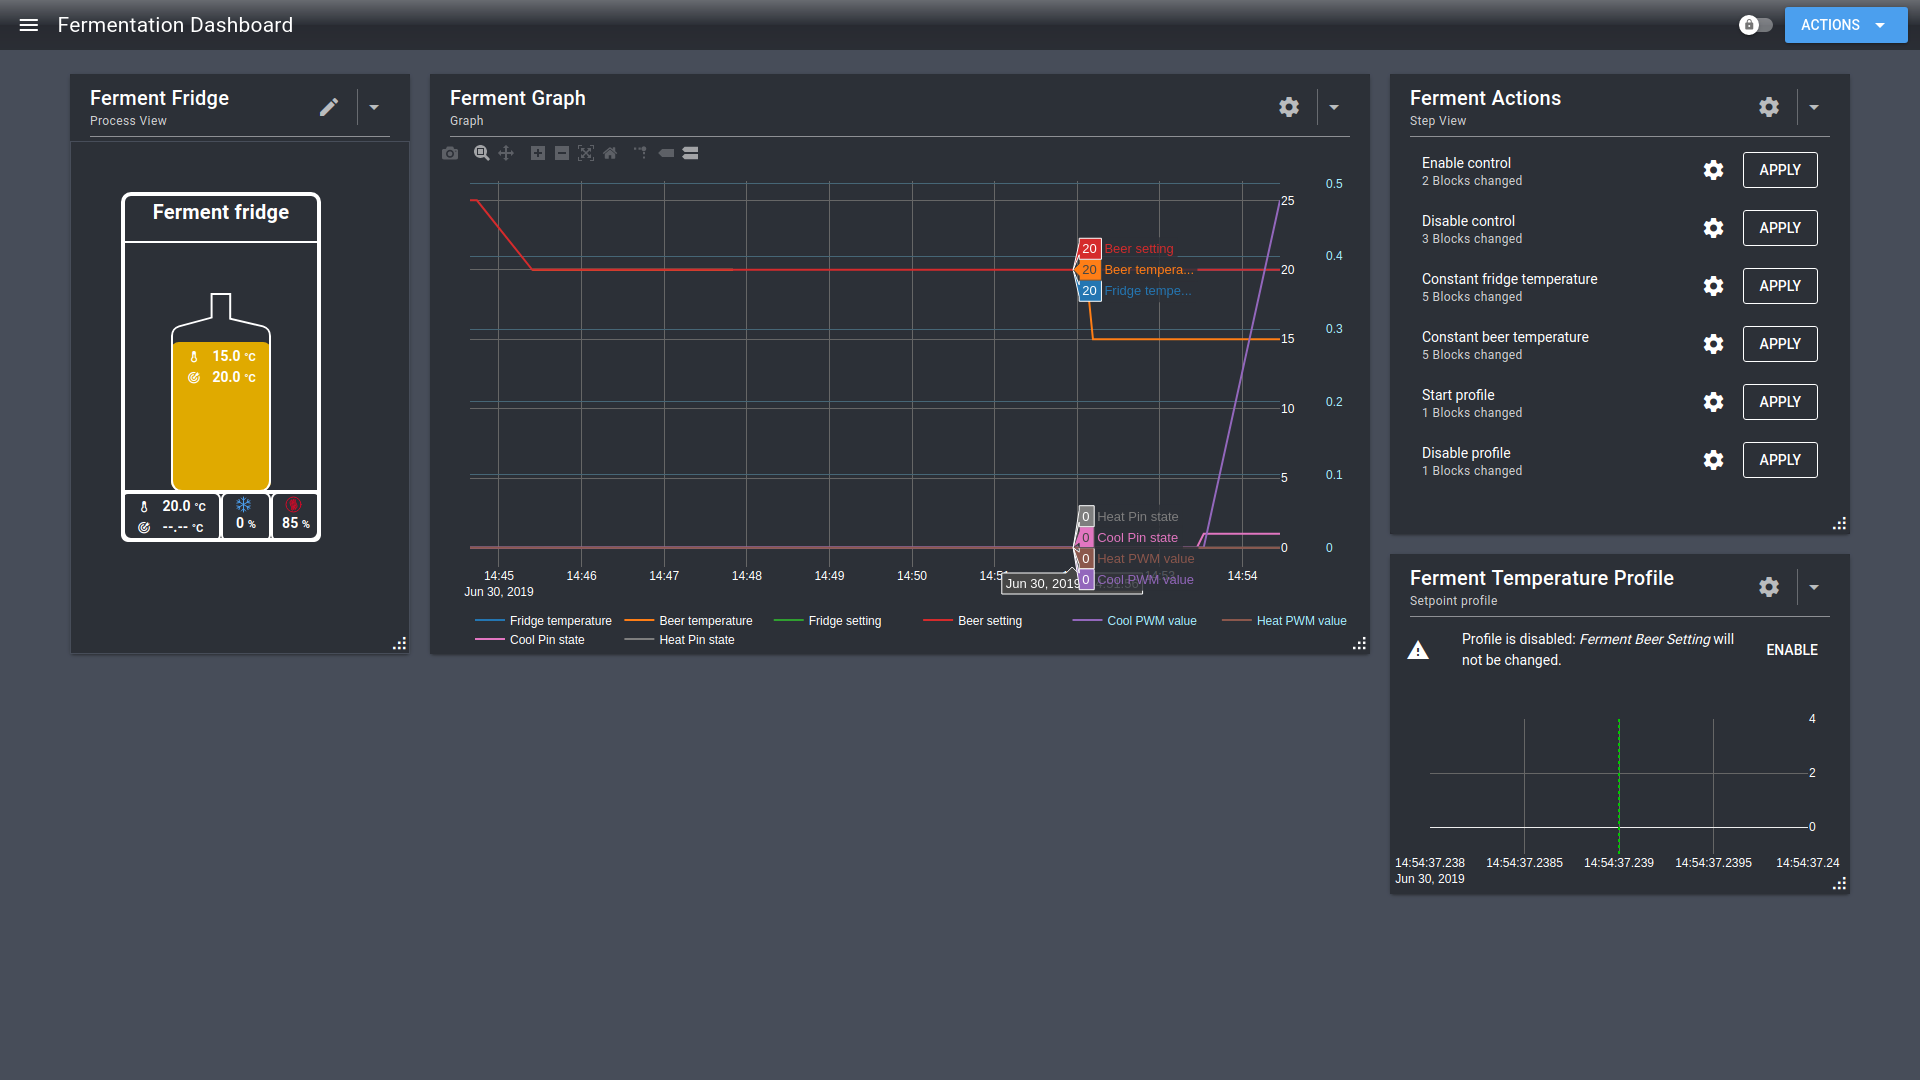 Fermentation Dashboard
ACTIONS
Ferment Fridge
Process View
Ferment fridge
15.0 °C
20.0 °C
20.0 °C
--.-- °C
0 %
85 %
Ferment Graph
Graph
0.5
25
0.4
20
0.3
15
0.2
10
0.1
5
0
0
20 Beer setting
20 Beer tempera...
20 Fridge tempe...
0 Heat Pin state
0 Cool Pin state
0 Heat PWM value
0 Cool PWM value
14:45 14:46 14:47 14:48 14:49 14:50 14:54
Jun 30, 2019
Jun 30, 2019
Fridge temperature Beer temperature Fridge setting Beer setting Cool PWM value Heat PWM value
Cool Pin state Heat Pin state
Ferment Actions
Step View
Enable control
2 Blocks changed
APPLY
Disable control
3 Blocks changed
APPLY
Constant fridge temperature
5 Blocks changed
APPLY
Constant beer temperature
5 Blocks changed
APPLY
Start profile
1 Blocks changed
APPLY
Disable profile
1 Blocks changed
APPLY
Ferment Temperature Profile
Setpoint profile
Profile is disabled: Ferment Beer Setting will
not be changed.
ENABLE
4
2
0
14:54:37.238 14:54:37.2385 14:54:37.239 14:54:37.2395 14:54:37.24
Jun 30, 2019